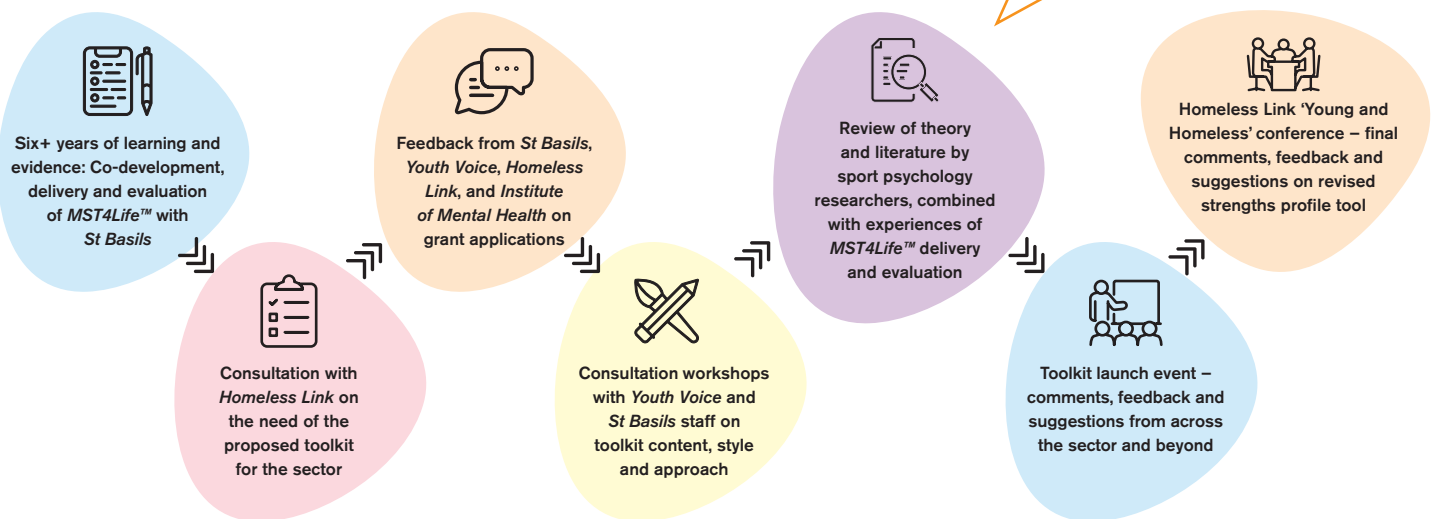 Six+ years of learning and
evidence: Co-development,
delivery and evaluation
of MST4Life™ with
St Basils
Consultation with
Homeless Link on
the need of the
proposed toolkit
for the sector
Feedback from St Basils,
Youth Voice, Homeless
Link, and Institute
of Mental Health on
grant applications
Consultation workshops
with Youth Voice and
St Basils staff on
toolkit content, style
and approach
Review of theory
and literature by
sport psychology
researchers, combined
with experiences of
MST4Life™ delivery
and evaluation
Toolkit launch event –
comments, feedback and
suggestions from across
the sector and beyond
Homeless Link ‘Young and
Homeless’ conference – final
comments, feedback and
suggestions on revised
strengths profile tool